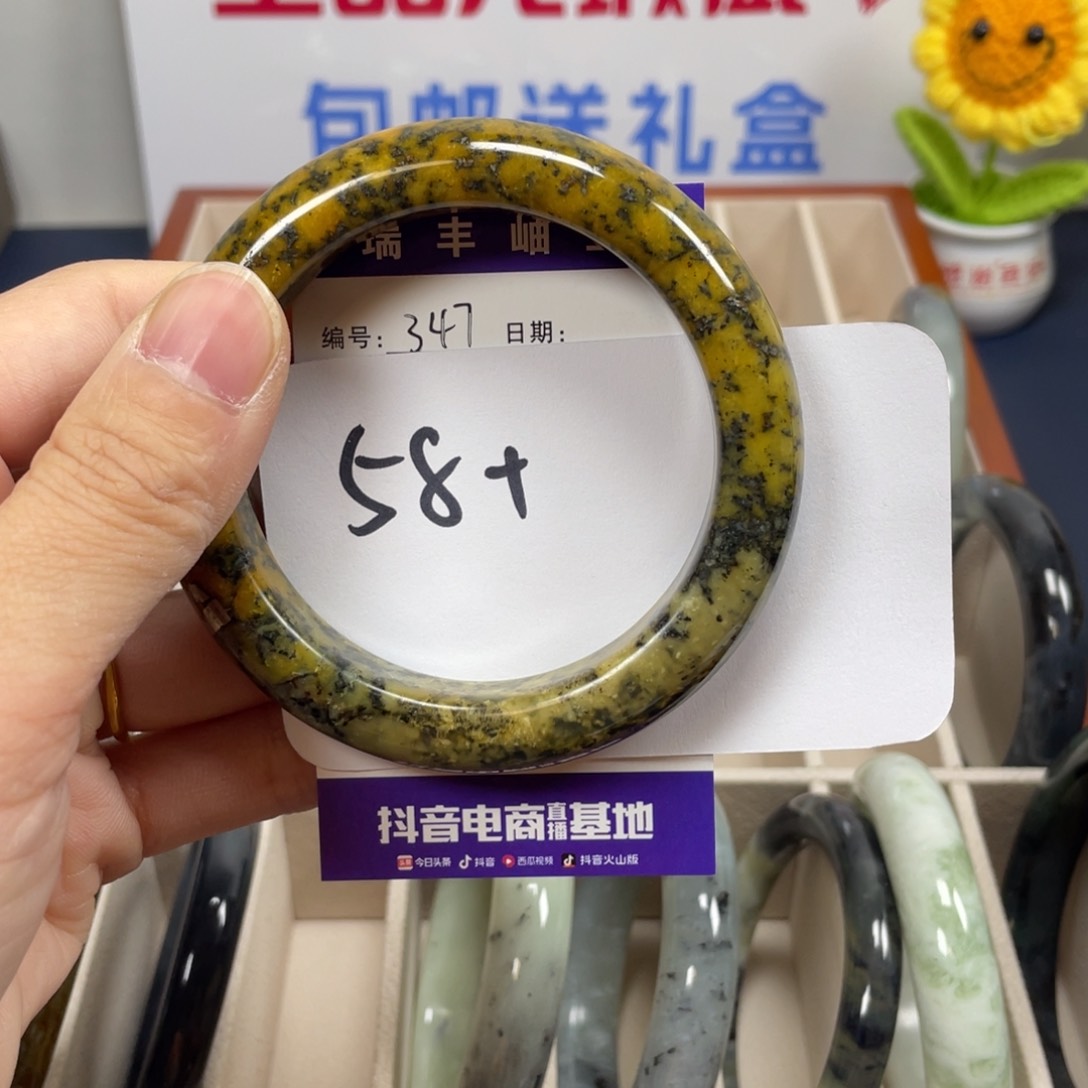 包邮送礼盒
瑞丰岫
编号: 347 日期:
58+
抖音电商直播基地
今日头条 抖音 西瓜视频 抖音火山版